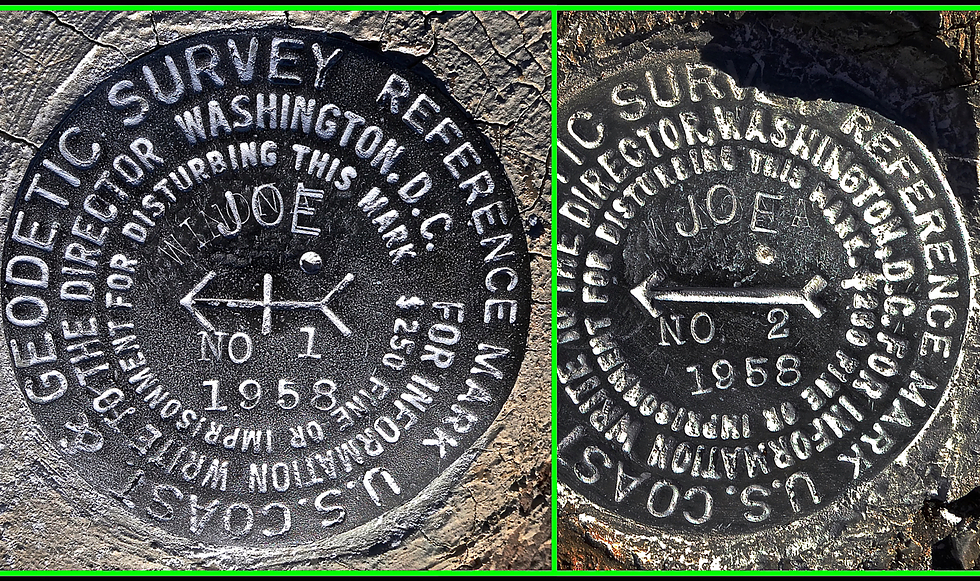 U.S. COAST & GEODETIC SURVEY REFERENCE MARK
FOR INFORMATION WRITE TO THE DIRECTOR WASHINGTON, D.C.
$250 FINE OR IMPRISONMENT FOR DISTURBING THIS MARK
JOE
NO 1
1958
U.S. COAST REFERENCE MARK
FOR INFORMATION WRITE TO THE DIRECTOR, WASHINGTON, D.C.
$250 FINE OR IMPRISONMENT FOR DISTURBING THIS MARK.
JOE
NO 2
1958